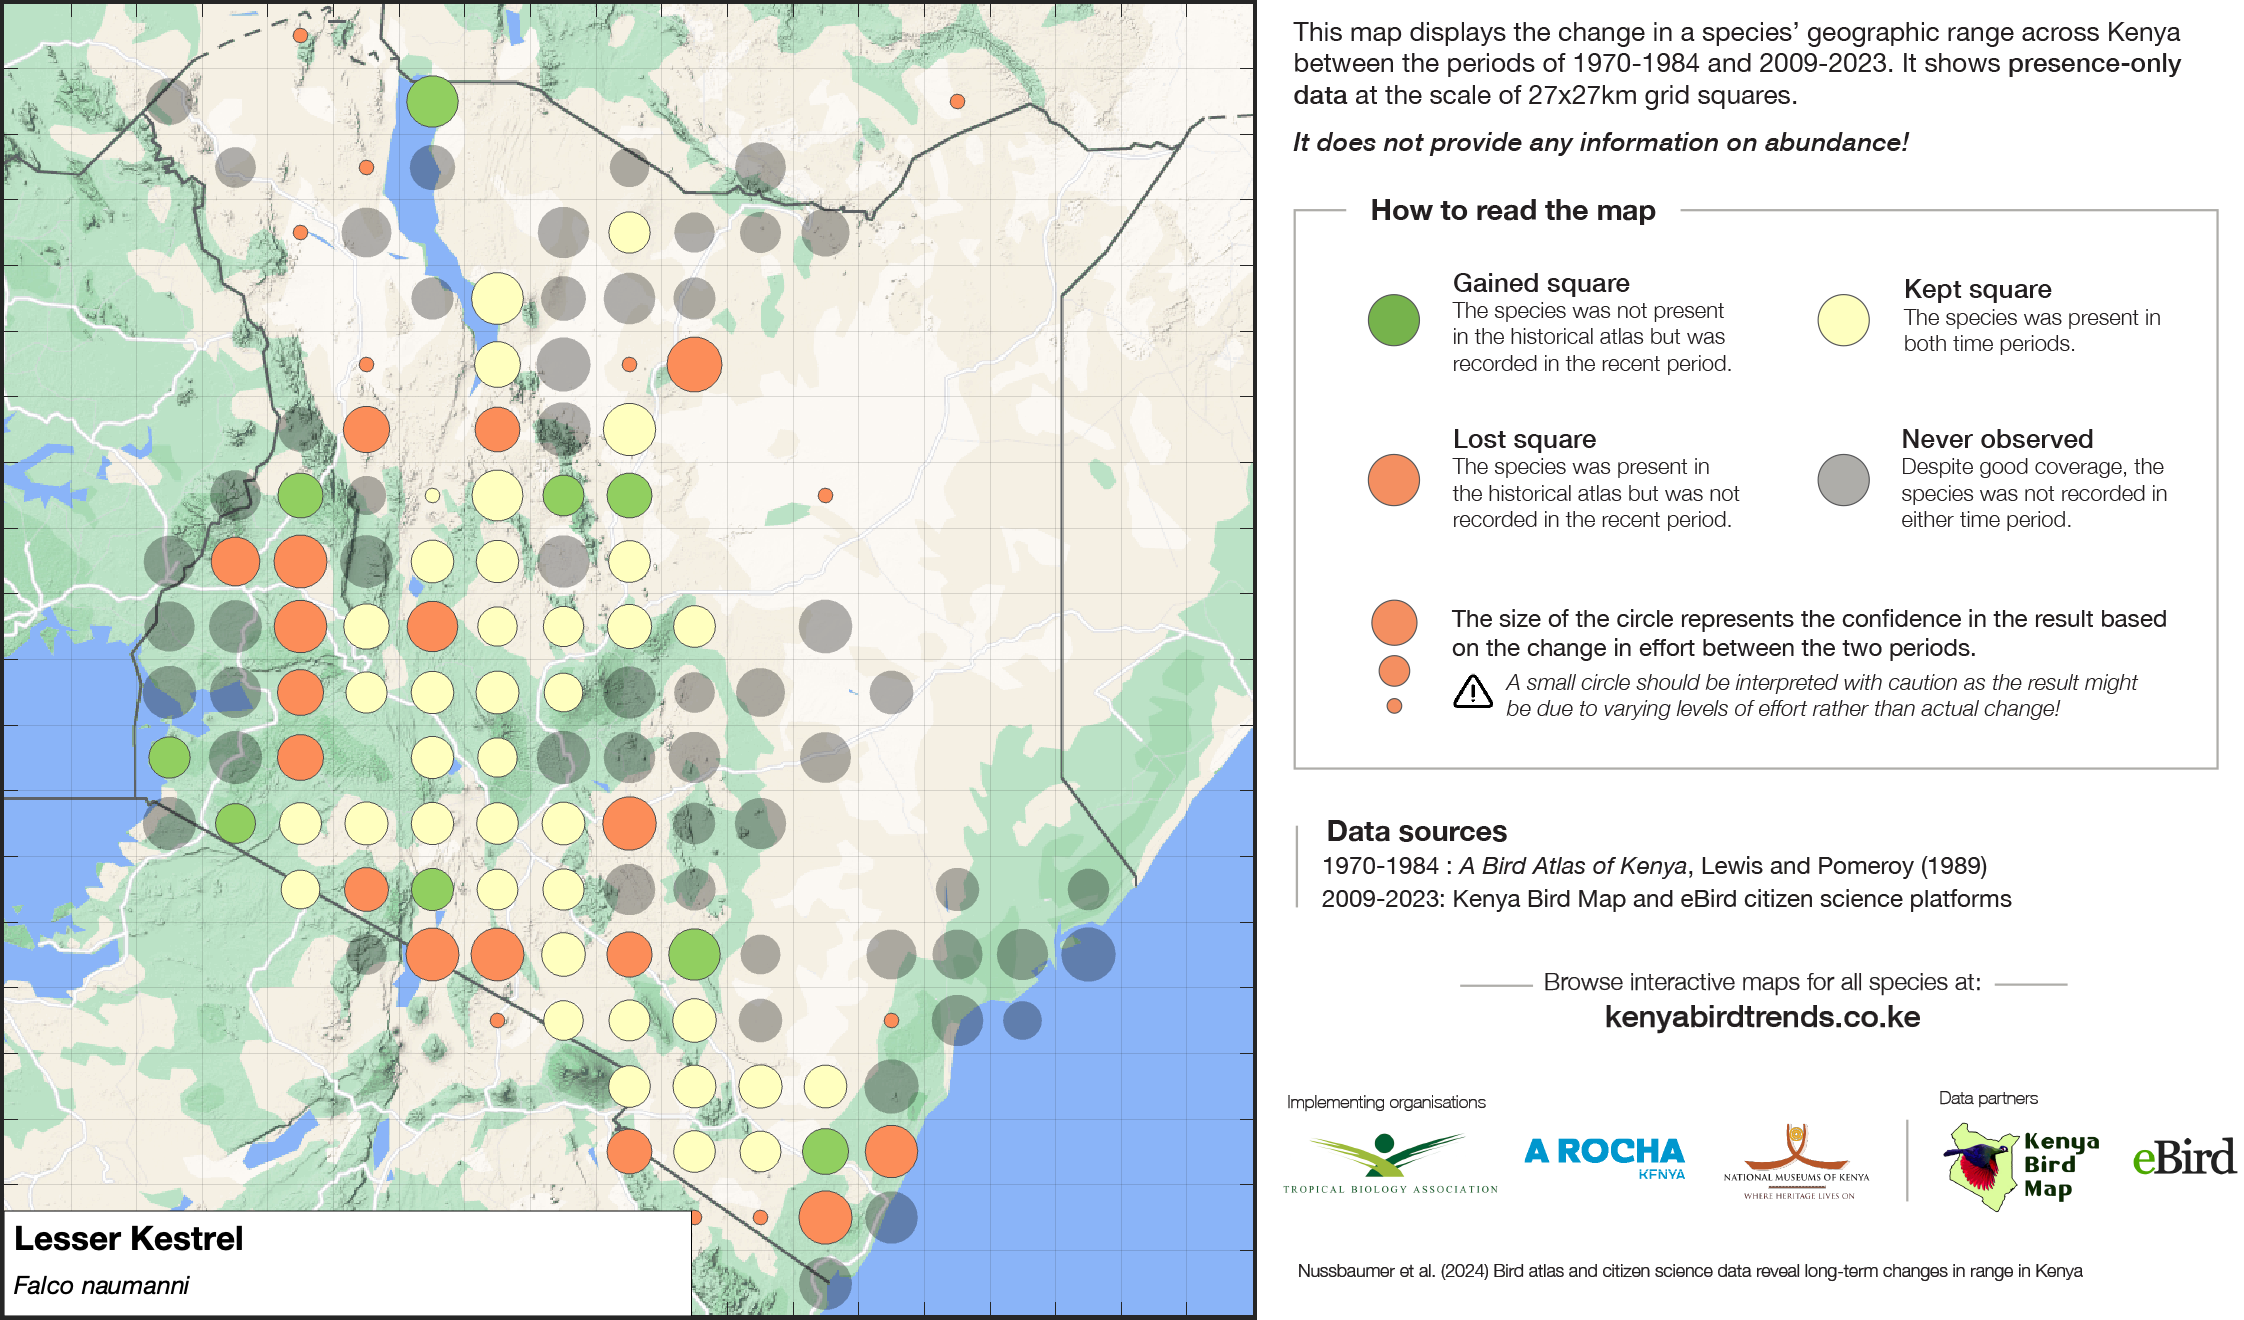 This map displays the change in a species’ geographic range across Kenya
between the periods of 1970-1984 and 2009-2023. It shows presence-only
data at the scale of 27x27km grid squares.
It does not provide any information on abundance!
How to read the map
Gained square
The species was not present
in the historical atlas but was
recorded in the recent period.
Kept square
The species was present in
both time periods.
Lost square
The species was present in
the historical atlas but was not
recorded in the recent period.
Never observed
Despite good coverage, the
species was not recorded in
either time period.
The size of the circle represents the confidence in the result based
on the change in effort between the two periods.
A small circle should be interpreted with caution as the result might
be due to varying levels of effort rather than actual change!
Data sources
1970-1984 : A Bird Atlas of Kenya, Lewis and Pomeroy (1989)
2009-2023: Kenya Bird Map and eBird citizen science platforms
Browse interactive maps for all species at:
kenyabirdtrends.co.ke
Implementing organisations
Data partners
TROPICAL BIOLOGY ASSOCIATION
A ROCHA
KENYA
NATIONAL MUSEUMS OF KENYA
WHERE HERITAGE LIVES ON
Kenya
Bird
Map
eBird
Nussbaumer et al. (2024) Bird atlas and citizen science data reveal long-term changes in range in Kenya
Lesser Kestrel
Falco naumanni